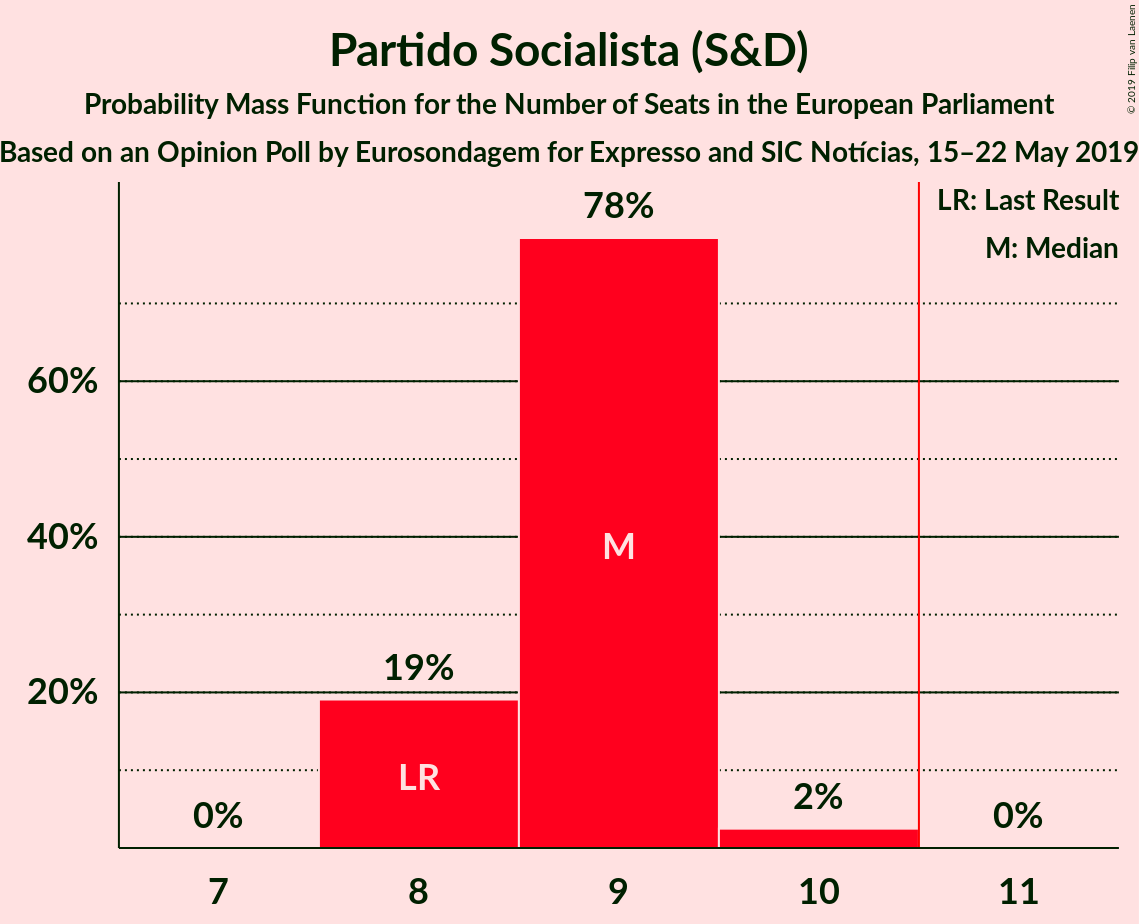 Partido Socialista (S&D)
Probability Mass Function for the Number of Seats in the European Parliament
Based on an Opinion Poll by Eurosondagem for Expresso and SIC Notícias, 15–22 May 2019
© 2019 Filip van Laenen
LR: Last Result
M: Median
78%
60%
M
40%
19%
20%
LR
2%
0%
0%
7
8
9
10
11